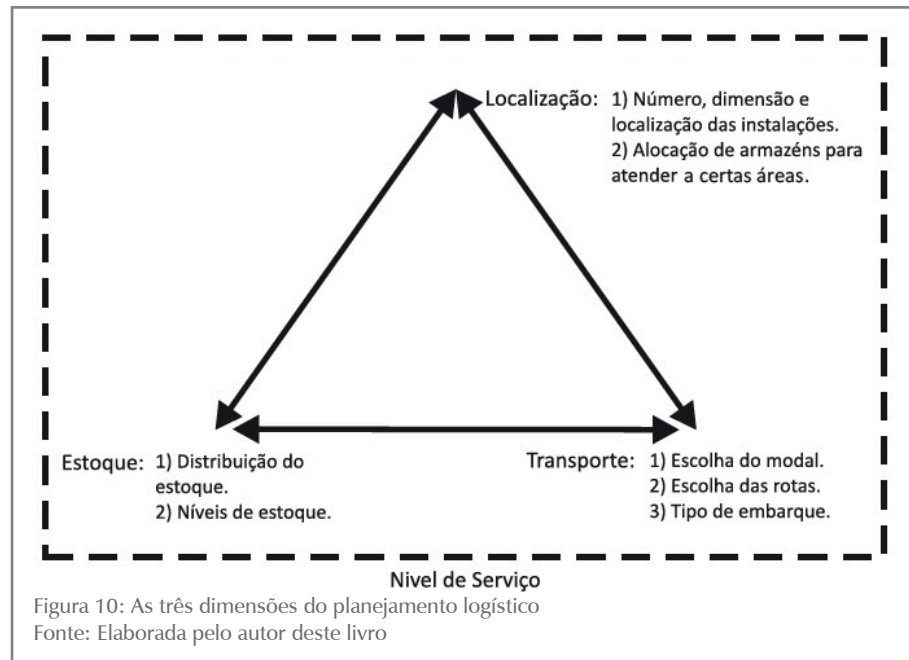 Localização: 1) Número, dimensão e
localização das instalações.
2) Alocação de armazéns para
atender a certas áreas.
Estoque: 1) Distribuição do
estoque.
2) Níveis de estoque.
Transporte: 1) Escolha do modal.
2) Escolha das rotas.
3) Tipo de embarque.
Nivel de Serviço
Figura 10: As três dimensões do planejamento logístico
Fonte: Elaborada pelo autor deste livro